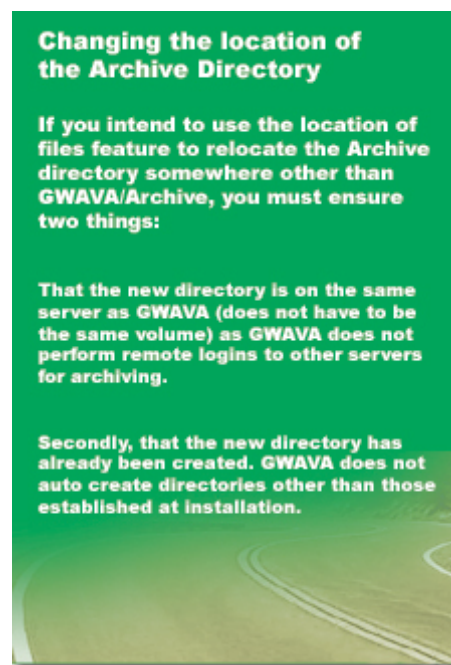 Changing the location of
the Archive Directory
If you intend to use the location of
files feature to relocate the Archive
directory somewhere other than
GWAVA/Archive, you must ensure
two things:
That the new directory is on the same
server as GWAVA (does not have to be
the same volume) as GWAVA does not
perform remote logins to other servers
for archiving.
Secondly, that the new directory has
already been created. GWAVA does not
auto create directories other than those
established at installation.